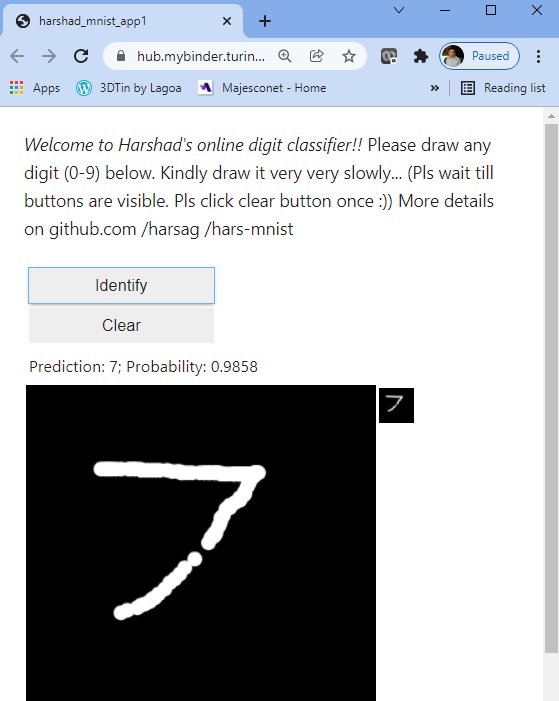 harshad_mnist_app1
hub.mybinder.turin...
Paused
Apps
3DTin by Lagoa
Majesconet - Home
»
Reading list
Welcome to Harshad's online digit classifier!! Please draw any
digit (0-9) below. Kindly draw it very very slowly... (Pls wait till
buttons are visible. Pls click clear button once :)) More details
on github.com /harsag /hars-mnist
Identify
Clear
Prediction: 7; Probability: 0.9858
7
7